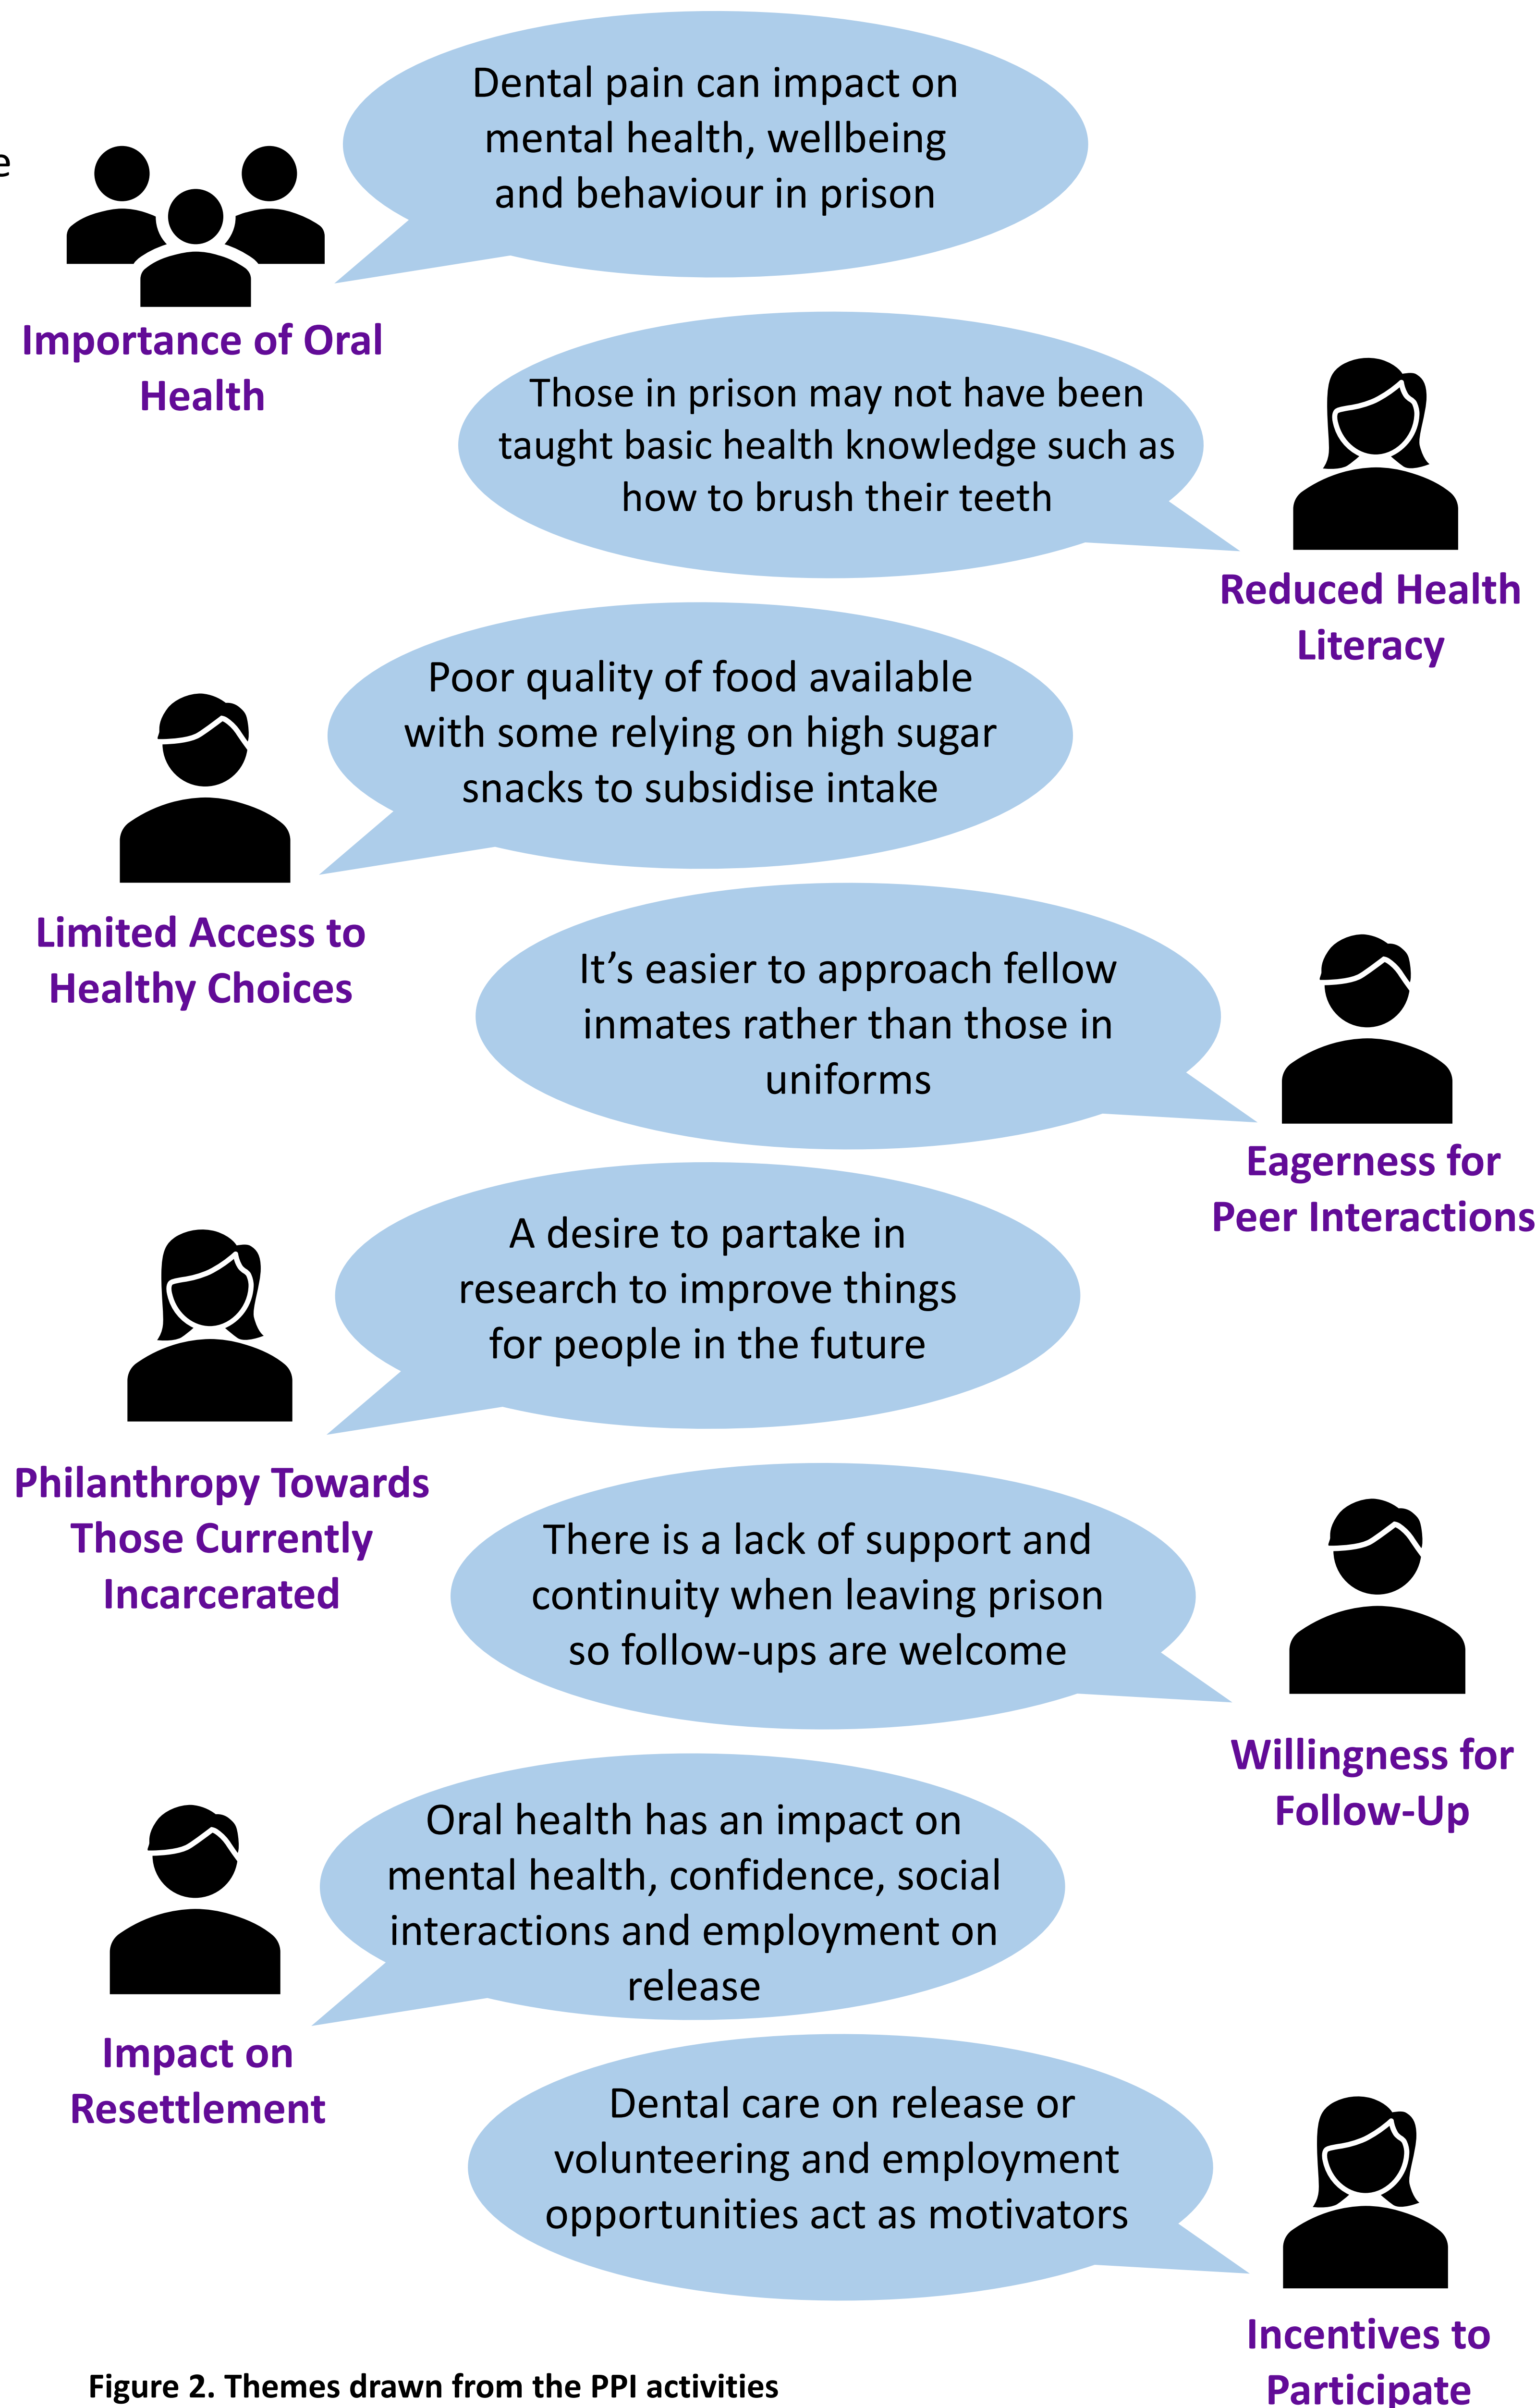 e
Dental pain can impact on
mental health, wellbeing
and behaviour in prison
Importance of Oral
Health
Those in prison may not have been
taught basic health knowledge such as
how to brush their teeth
Reduced Health
Literacy
Poor quality of food available
with some relying on high sugar
snacks to subsidise intake
Limited Access to
Healthy Choices
It’s easier to approach fellow
inmates rather than those in
uniforms
Eagerness for
Peer Interactions
A desire to partake in
research to improve things
for people in the future
Philanthropy Towards
Those Currently
Incarcerated
There is a lack of support and
continuity when leaving prison
so follow-ups are welcome
Willingness for
Follow-Up
Oral health has an impact on
mental health, confidence, social
interactions and employment on
release
Impact on
Resettlement
Dental care on release or
volunteering and employment
opportunities act as motivators
Incentives to
Participate
Figure 2. Themes drawn from the PPI activities